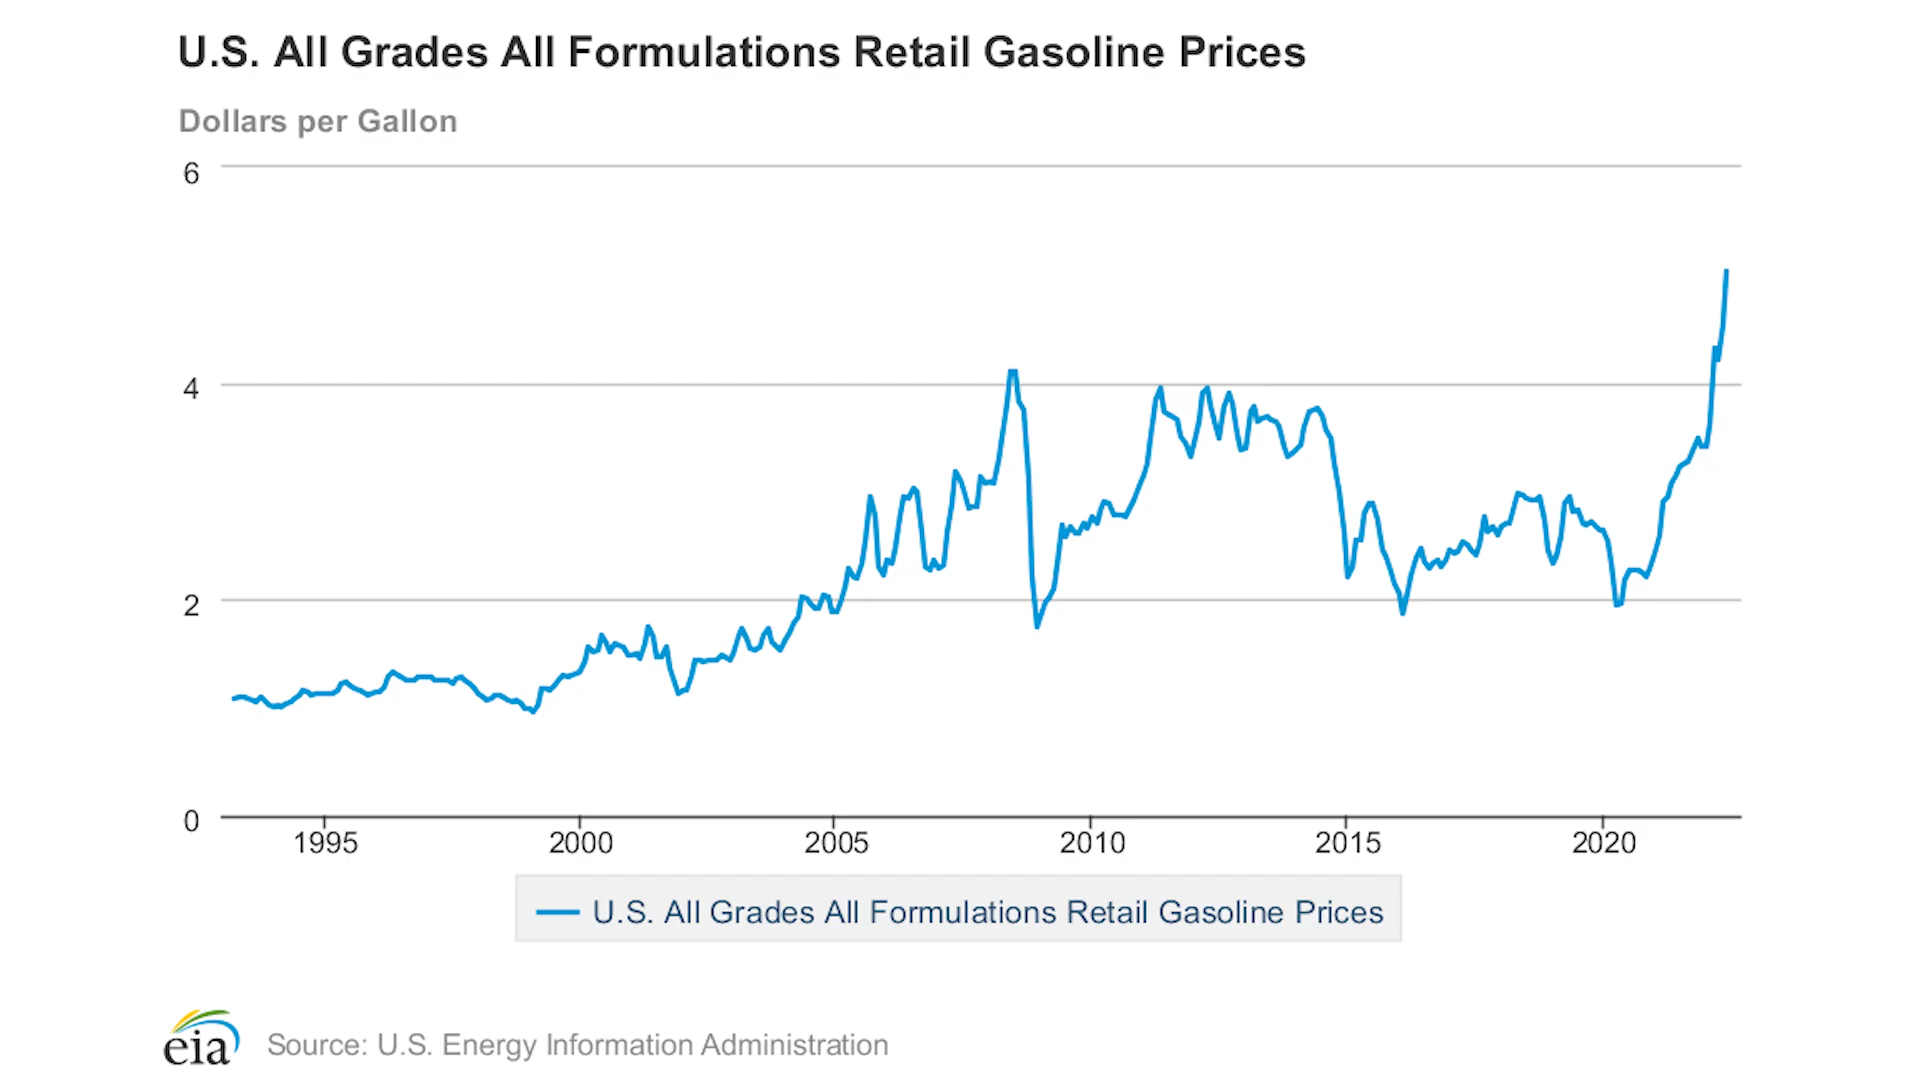 U.S. All Grades All Formulations Retail Gasoline Prices
Dollars per Gallon
6
4
2
0
1995 2000 2005 2010 2015 2020
U.S. All Grades All Formulations Retail Gasoline Prices
eia Source: U.S. Energy Information Administration